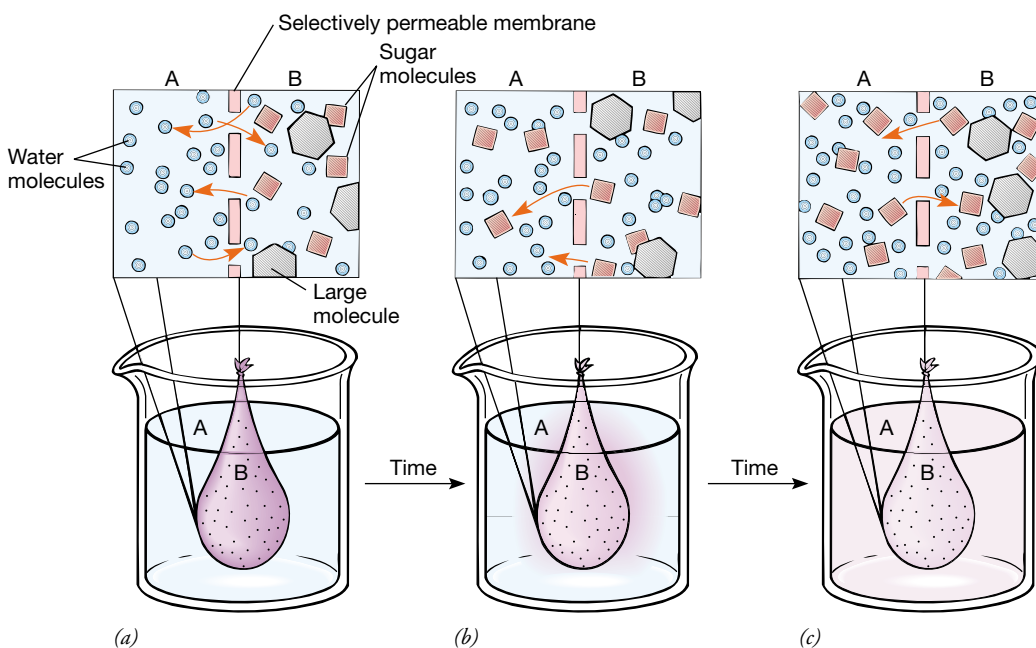 Selectively permeable membrane
A
B
Sugar
molecules
A
B
A
B
Water
molecules
Large
molecule
A
B
Time
A
B
Time
A
B
(a)
(b)
(c)